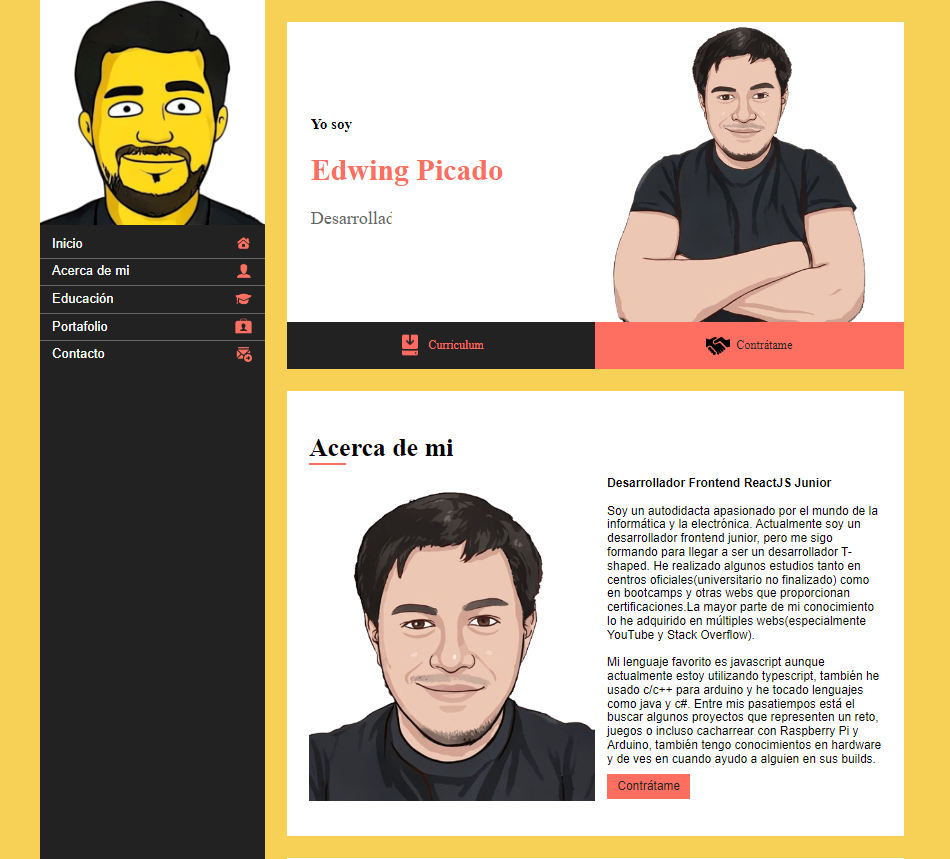 Inicio
Acerca de mi
Educación
Portafolio
Contacto
Yo soy
Edwing Picado
Desarrollad
Curriculum
Contrátame
Acerca de mi
Desarrollador Frontend ReactJS Junior
Soy un autodidacta apasionado por el mundo de la
informática y la electrónica. Actualmente soy un
desarrollador frontend junior, pero me sigo
formando para llegar a ser un desarrollador T-
shaped. He realizado algunos estudios tanto en
centros oficiales(universitario no finalizado) como
en bootcamps y otras webs que proporcionan
certificaciones.La mayor parte de mi conocimiento
lo he adquirido en múltiples webs(especialmente
YouTube y Stack Overflow).
Mi lenguaje favorito es javascript aunque
actualmente estoy utilizando typescript, también he
usado c/c++ para arduino y he tocado lenguajes
como java y c#. Entre mis pasatiempos está el
buscar algunos proyectos que representen un reto,
juegos o incluso cacharrear con Raspberry Pi y
Arduino, también tengo conocimientos en hardware
y de ves en cuando ayudo a alguien en sus builds.
Contrátame